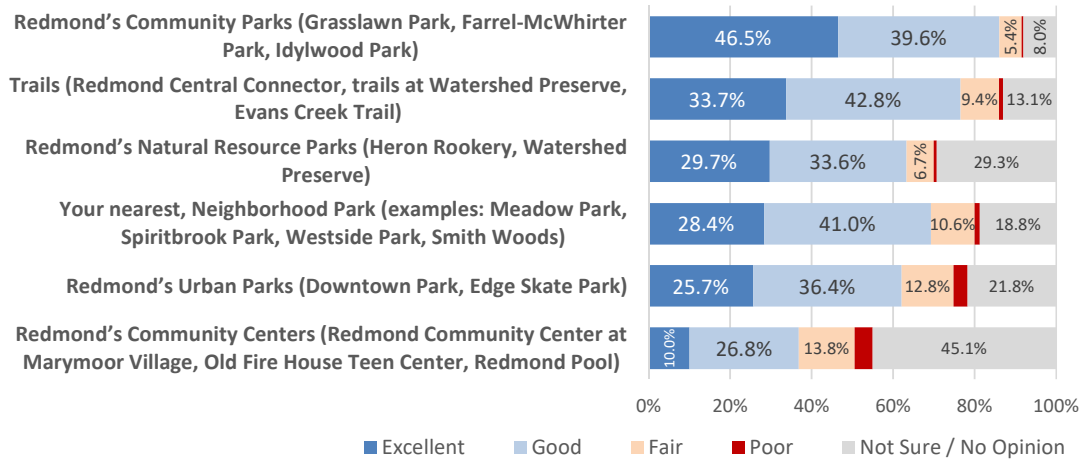 Redmond’s Community Parks (Grasslawn Park, Farrel-McWhirter
Park, Idylwood Park)
46.5% 39.6% 5.4% 8.0%
Trails (Redmond Central Connector, trails at Watershed Preserve,
Evans Creek Trail)
33.7% 42.8% 9.4% 13.1%
Redmond’s Natural Resource Parks (Heron Rookery, Watershed
Preserve)
29.7% 33.6% 6.7% 29.3%
Your nearest, Neighborhood Park (examples: Meadow Park,
Spiritbrook Park, Westside Park, Smith Woods)
28.4% 41.0% 10.6% 18.8%
Redmond’s Urban Parks (Downtown Park, Edge Skate Park)
25.7% 36.4% 12.8% 21.8%
Redmond’s Community Centers (Redmond Community Center at
Marymoor Village, Old Fire House Teen Center, Redmond Pool)
10.0% 26.8% 13.8% 45.1%
0% 20% 40% 60% 80% 100%
Excellent Good Fair Poor Not Sure / No Opinion